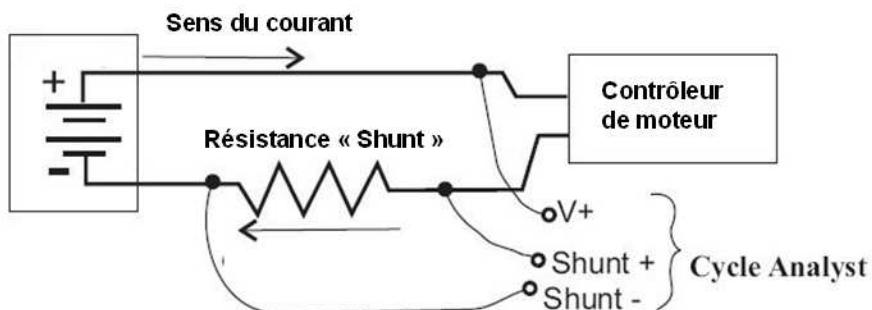 Sens du courant
+
Contrôleur
de moteur
Résistance « Shunt »
-
V+
Shunt +
Cycle Analyst
Shunt -